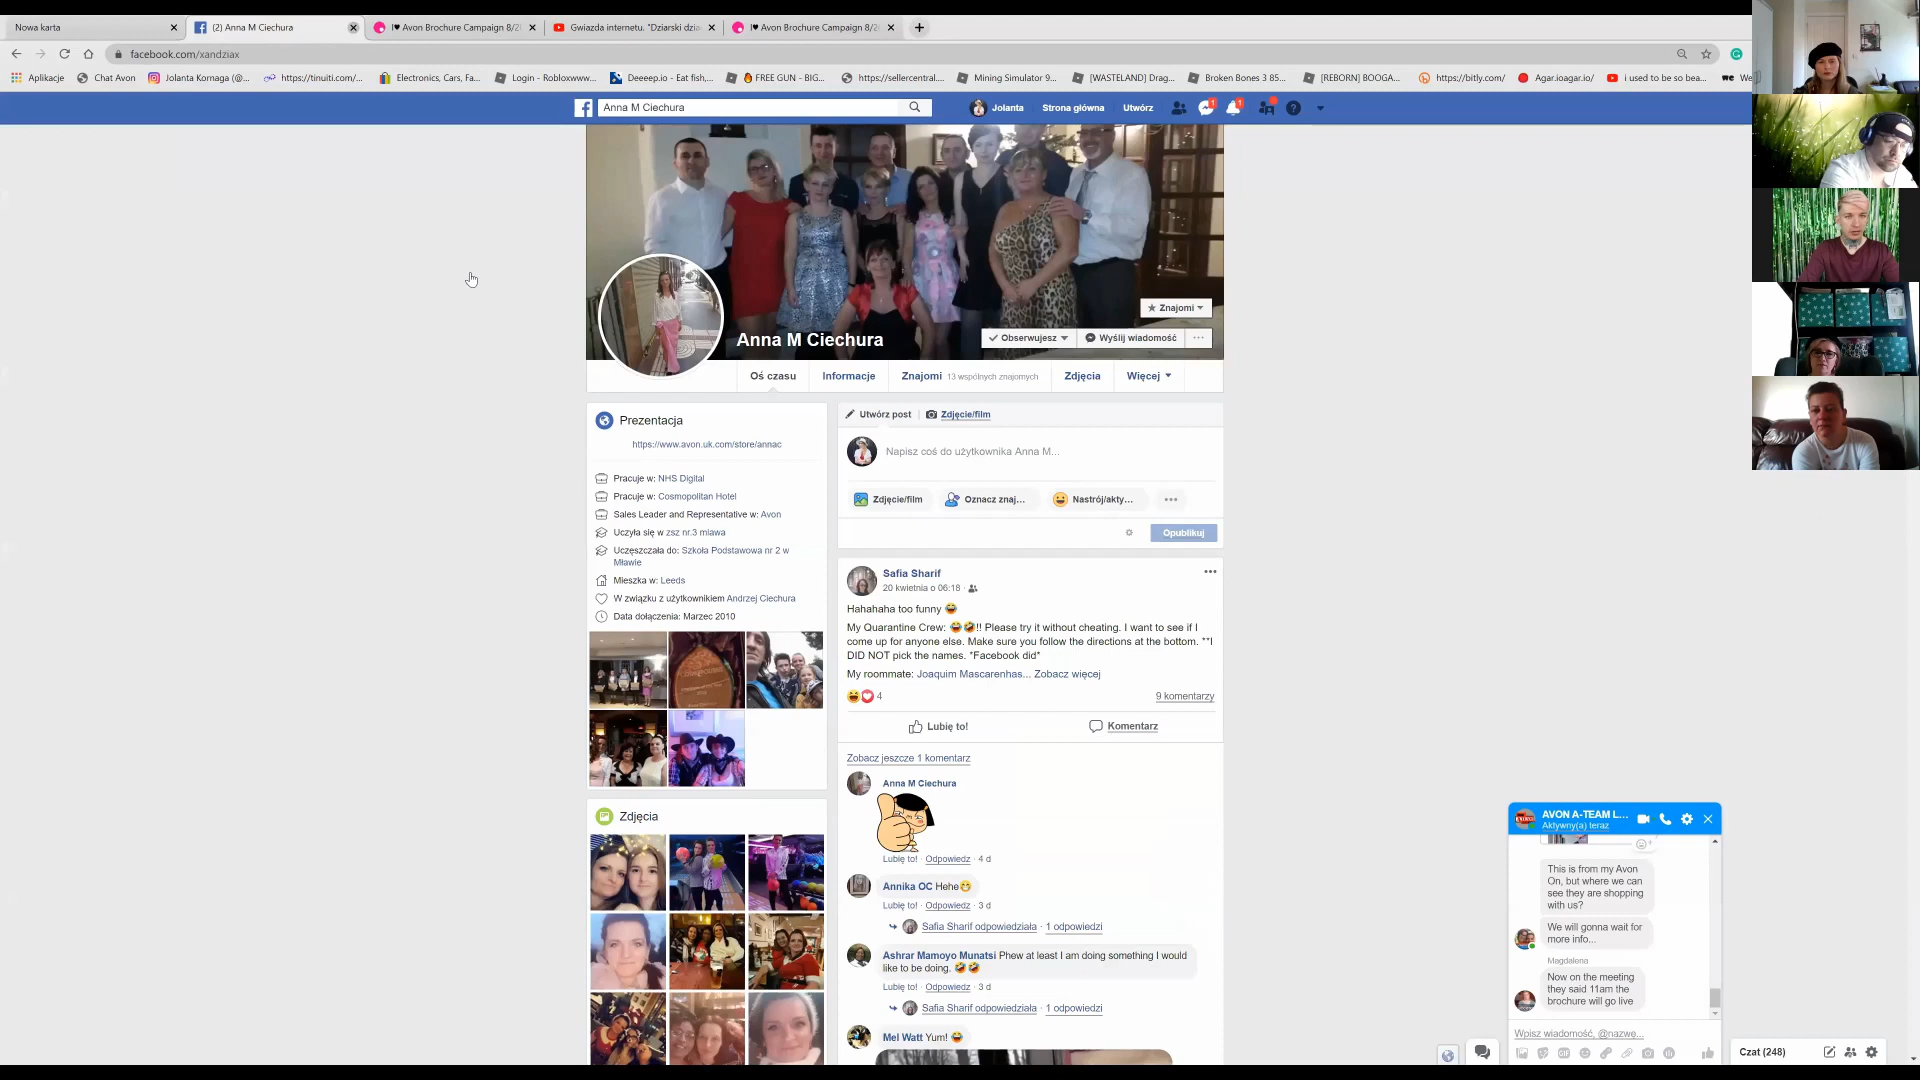 Nowa karta
(2) Anna M Ciechura
I♥ Avon Brochure Campaign 8/2
Gwiazda internetu. "Dziarski dzia
I♥ Avon Brochure Campaign 8/2
facebook.com/xandziax
Aplikacje
Chat Avon
Jolanta Kornaga (@...
https://tinuiti.com/...
Electronics, Cars, Fa...
Login - Robloxwww...
Deeeep.io - Eat fish,...
FREE GUN - BIG...
https://sellercentral....
Mining Simulator 9...
[WASTELAND] Drag...
Broken Bones 3 85...
[REBORN] BOOGA...
https://bitly.com/
Agar.ioagar.io/
i used to be so bea...
We
Anna M Ciechura
Jolanta
Strona główna
Utwórz
1
1
Znajomi
Anna M Ciechura
Obserwujesz
Wyślij wiadomość
Oś czasu
Informacje
Znajomi 13 wspólnych znajomych
Zdjęcia
Więcej
Prezentacja
https://www.avon.uk.com/store/annac
Pracuje w: NHS Digital
Pracuje w: Cosmopolitan Hotel
Sales Leader and Representative w: Avon
Uczyła się w zsz nr.3 mlawa
Uczęszczała do: Szkoła Podstawowa nr 2 w
Mławie
Mieszka w: Leeds
W związku z użytkownikiem Andrzej Ciechura
Data dołączenia: Marzec 2010
Zdjęcia
Utwórz post
Zdjęcie/film
Napisz coś do użytkownika Anna M...
Zdjęcie/film
Oznacz znaj...
Nastrój/akty...
Opublikuj
Safia Sharif
20 kwietnia o 06:18 ·
Hahahaha too funny 😂
My Quarantine Crew: 😂🤣!! Please try it without cheating. I want to see if I
come up for anyone else. Make sure you follow the directions at the bottom. **I
DID NOT pick the names. *Facebook did*
My roommate: Joaquim Mascarenhas... Zobacz więcej
4
9 komentarzy
Lubię to!
Komentarz
Zobacz jeszcze 1 komentarz
Anna M Ciechura
Lubię to! · Odpowiedz · 4 d
Annika OC Hehe😁
Lubię to! · Odpowiedz · 3 d
Safia Sharif odpowiedziała · 1 odpowiedzi
Ashrar Mamoyo Munatsi Phew at least I am doing something I would
like to be doing. 🤣🤣
Lubię to! · Odpowiedz · 3 d
Safia Sharif odpowiedziała · 1 odpowiedzi
Mel Watt Yum! 😂
AVON A-TEAM L...
Aktywny(a) teraz
This is from my Avon
On, but where we can
see they are shopping
with us?
We will gonna wait for
more info...
Magdalena
Now on the meeting
they said 11am the
brochure will go live
Wpisz wiadomość, @nazwę...
Czat (248)